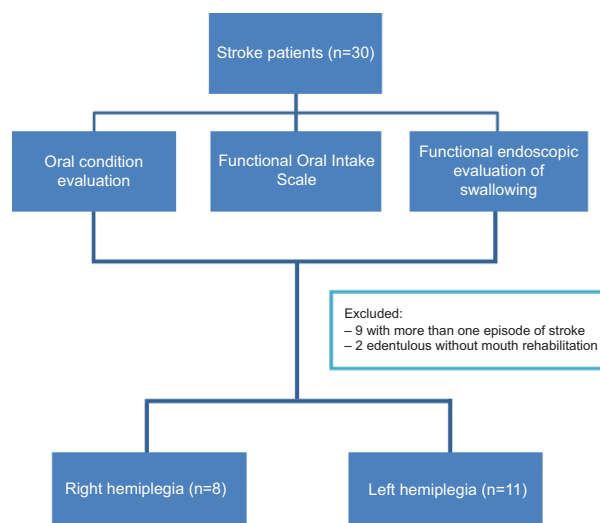 Stroke patients (n=30)
Oral condition
evaluation
Functional Oral Intake
Scale
Functional endoscopic
evaluation of
swallowing
Excluded:
– 9 with more than one episode of stroke
– 2 edentulous without mouth rehabilitation
Right hemiplegia (n=8)
Left hemiplegia (n=11)